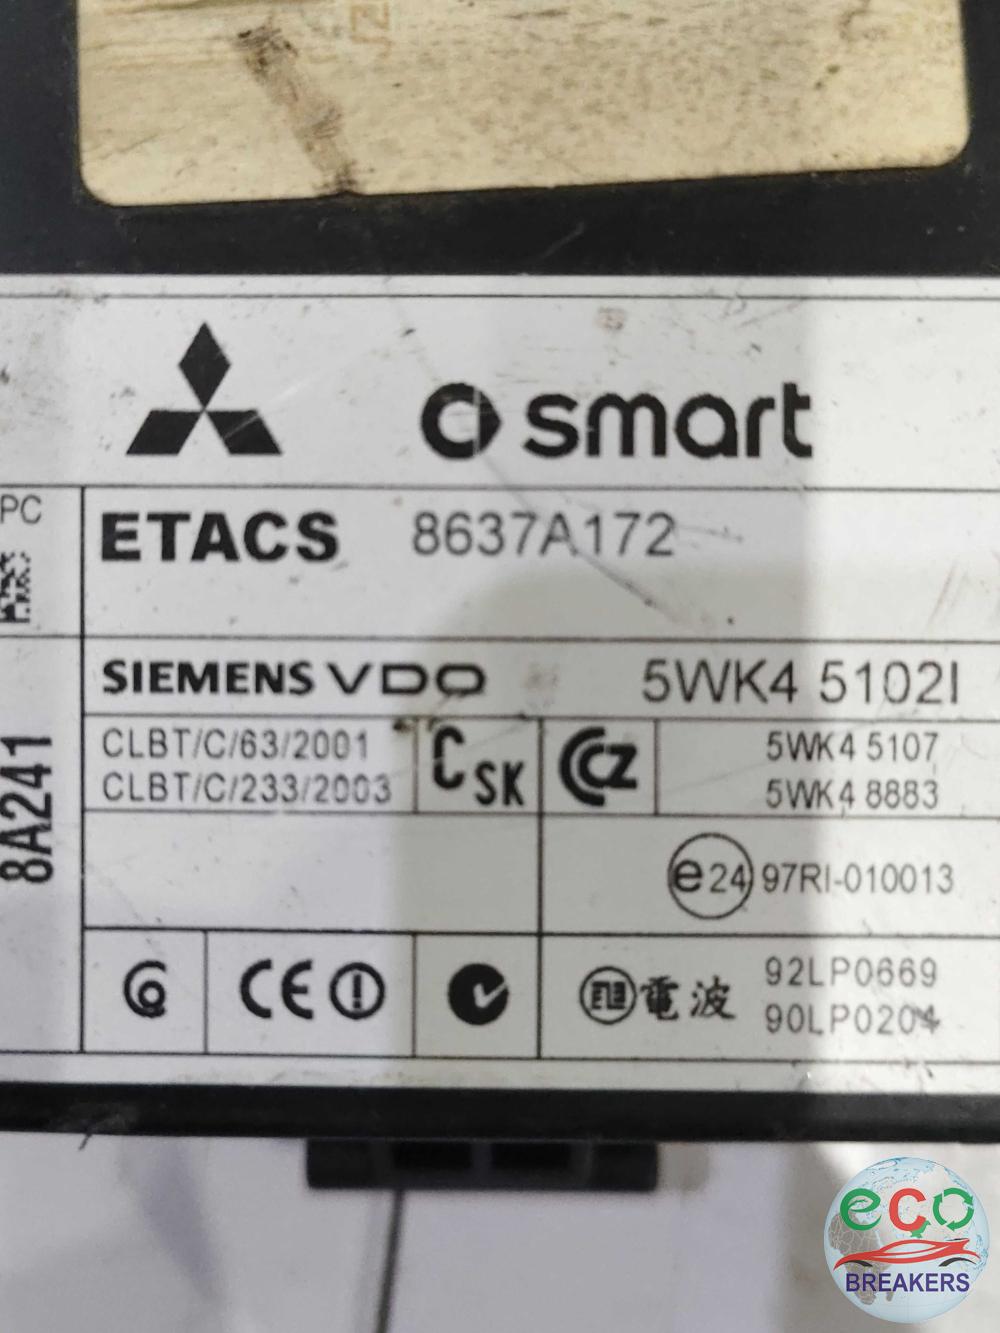 smart
PC
ETACS 8637A172
SIEMENS VDO 5WK4 5102I
8A241
CLBT/C/63/2001
CLBT/C/233/2003
C SK
CCZ
5WK4 5107
5WK4 8883
e24 97RI-010013
CE
電波
92LP0669
90LP0204
eco
BREAKERS